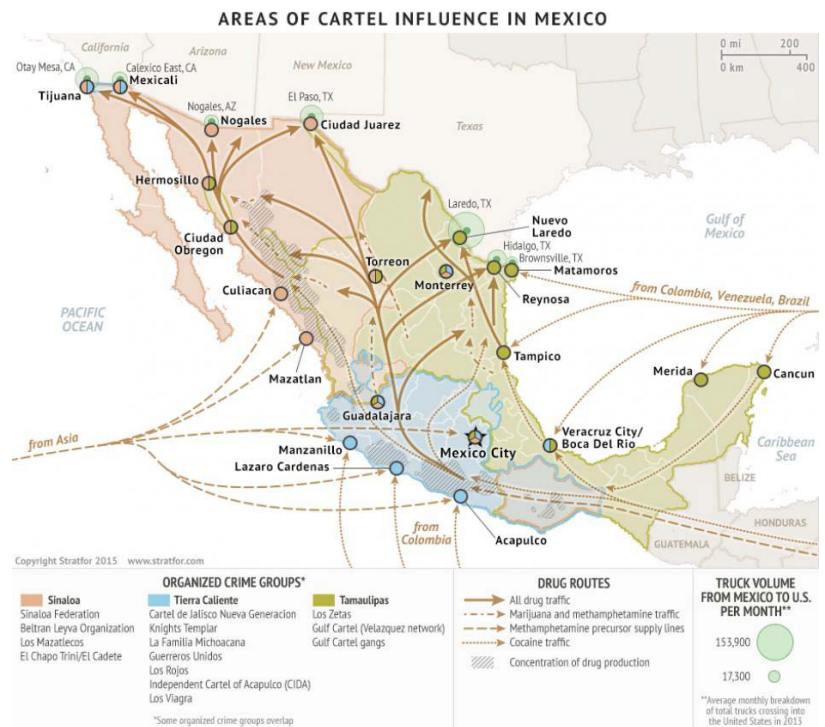 AREAS OF CARTEL INFLUENCE IN MEXICO
California
Arizona
New Mexico
Texas
0 mi 200
0 km 400
Otay Mesa, CA
Calexico East, CA
Tijuana
Mexicali
Nogales, AZ
Nogales
El Paso, TX
Ciudad Juarez
Hermosillo
Ciudad
Obregon
Laredo, TX
Nuevo
Laredo
Gulf of
Mexico
Hidalgo, TX
Brownsville, TX
Torreon
Monterrey
Matamoros
Reynosa
Culiacan
from Colombia, Venezuela, Brazil
PACIFIC
OCEAN
Mazatlan
Tampico
Merida
Cancun
Guadalajara
from Asia
Manzanillo
Mexico City
Veracruz City/
Boca Del Rio
Caribbean
Sea
Lazaro Cardenas
BELIZE
Acapulco
from
Colombia
HONDURAS
GUATEMALA
Copyright Stratfor 2015 www.stratfor.com
ORGANIZED CRIME GROUPS*
Sinaloa
Sinaloa Federation
Beltran Leyva Organization
Los Mazatlecos
El Chapo Trini/El Cadete
Tierra Caliente
Cartel de Jalisco Nueva Generacion
Knights Templar
La Familia Michoacana
Guerreros Unidos
Los Rojos
Independent Cartel of Acapulco (CIDA)
Los Viagra
Tamaulipas
Los Zetas
Gulf Cartel (Velazquez network)
Gulf Cartel gangs
*Some organized crime groups overlap
DRUG ROUTES
All drug traffic
Marijuana and methamphetamine traffic
Methamphetamine precursor supply lines
Cocaine traffic
Concentration of drug production
TRUCK VOLUME
FROM MEXICO TO U.S.
PER MONTH**
153,900
17,300
**Average monthly breakdown
of total trucks crossing into
the United States in 2013